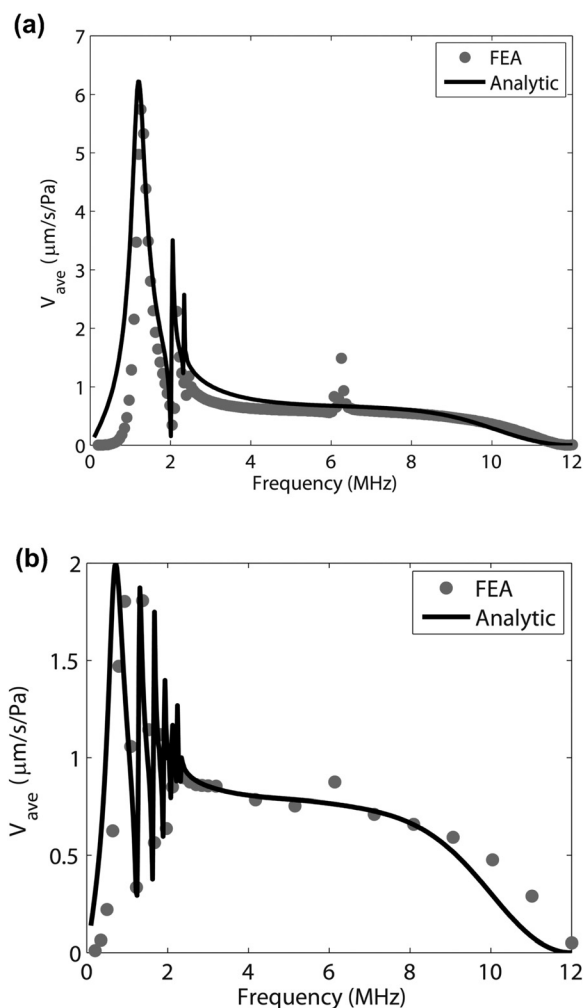 (a)
7
6
5
4
3
2
1
0
V ave (μm/s/Pa)
FEA
Analytic
0 2 4 6 8 10 12
Frequency (MHz)
(b)
2
1.5
1
0.5
0
V ave (μm/s/Pa)
FEA
Analytic
0 2 4 6 8 10 12
Frequency (MHz)